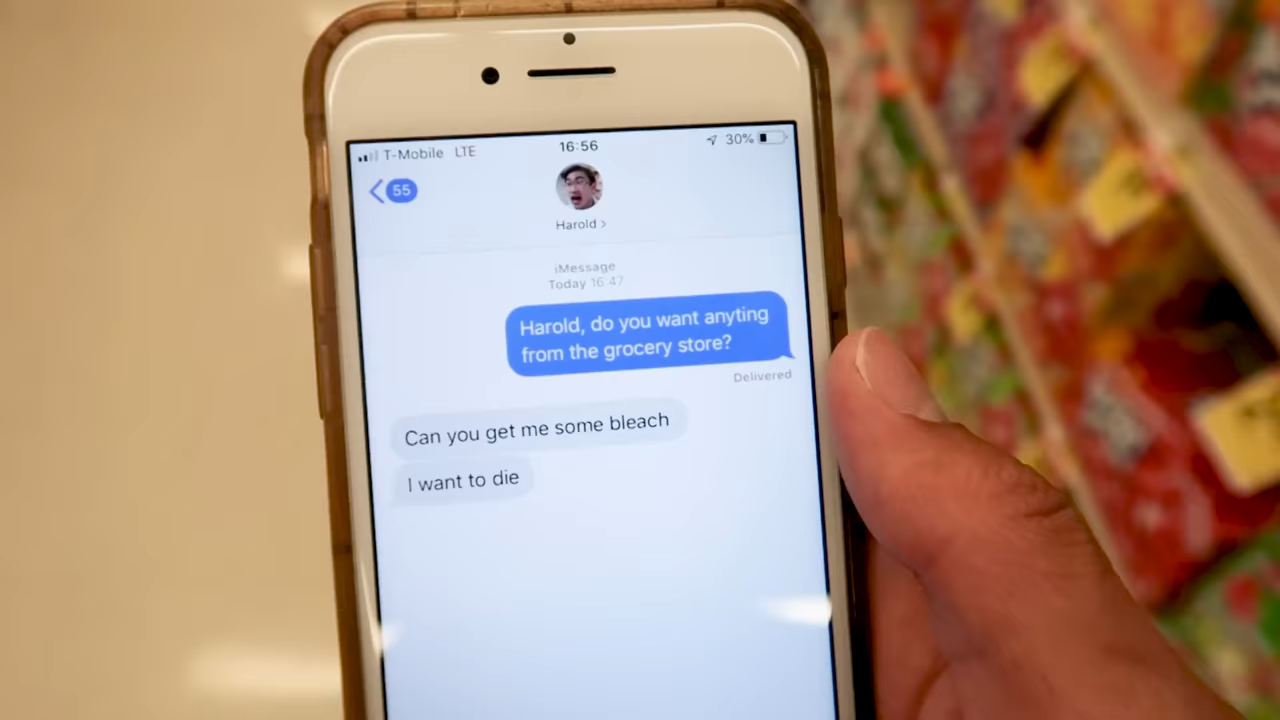 T-Mobile LTE 16:56 30%
55
Harold >
iMessage
Today 16:47
Harold, do you want anyting
from the grocery store?
Delivered
Can you get me some bleach
I want to die